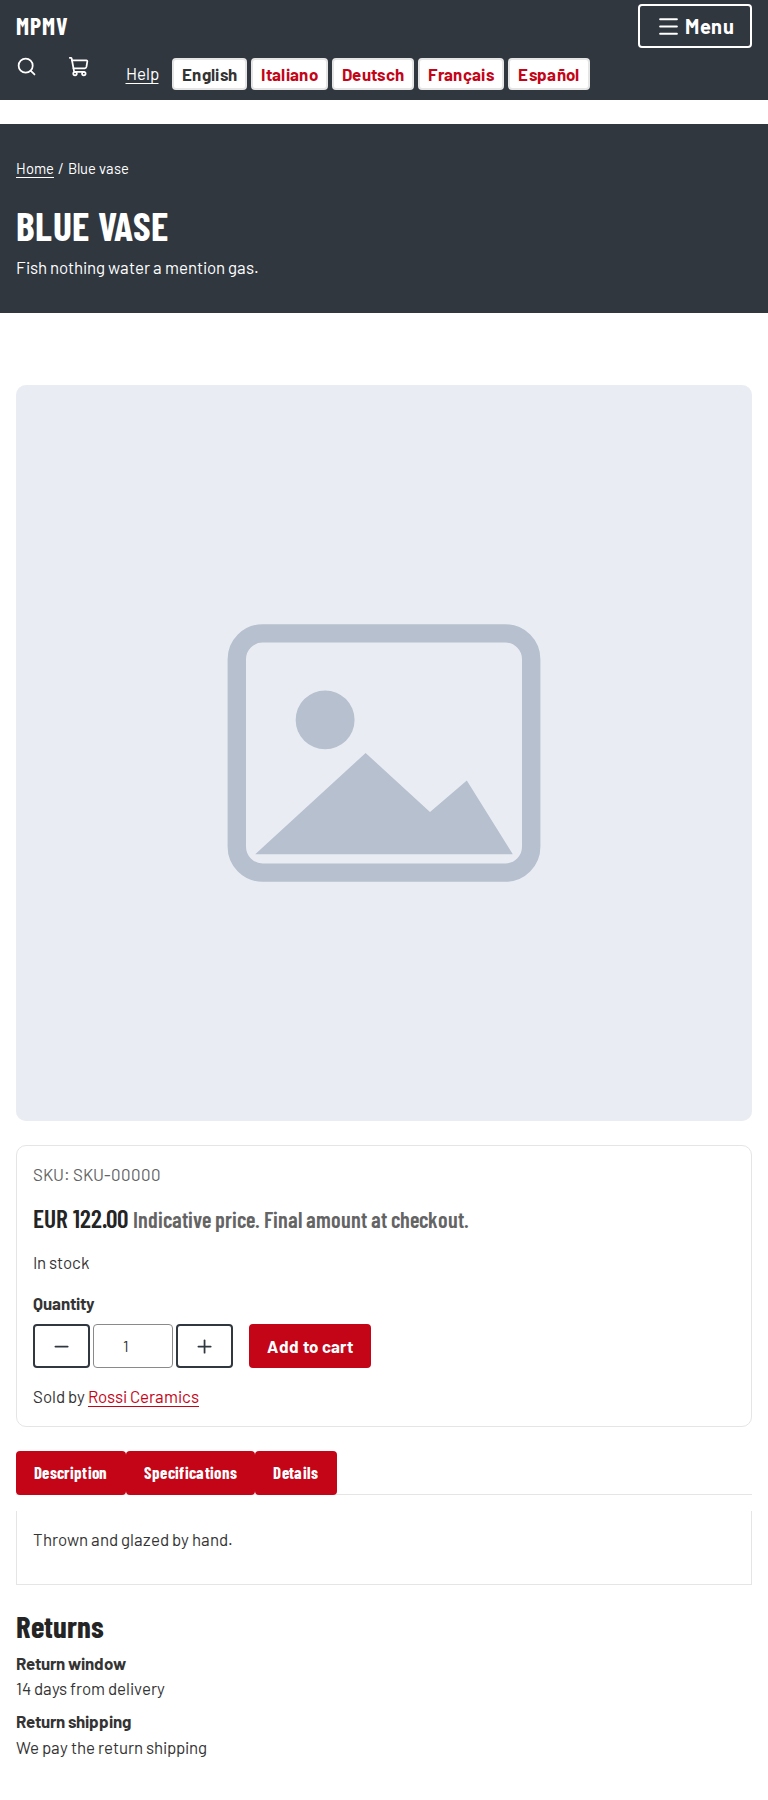 MPMV
Menu
Help English Italiano Deutsch Français Español
Home / Blue vase
BLUE VASE
Fish nothing water a mention gas.
SKU: SKU-00000
EUR 122.00 Indicative price. Final amount at checkout.
In stock
Quantity
1 Add to cart
Sold by Rossi Ceramics
Description Specifications Details
Thrown and glazed by hand.
Returns
Return window
14 days from delivery
Return shipping
We pay the return shipping